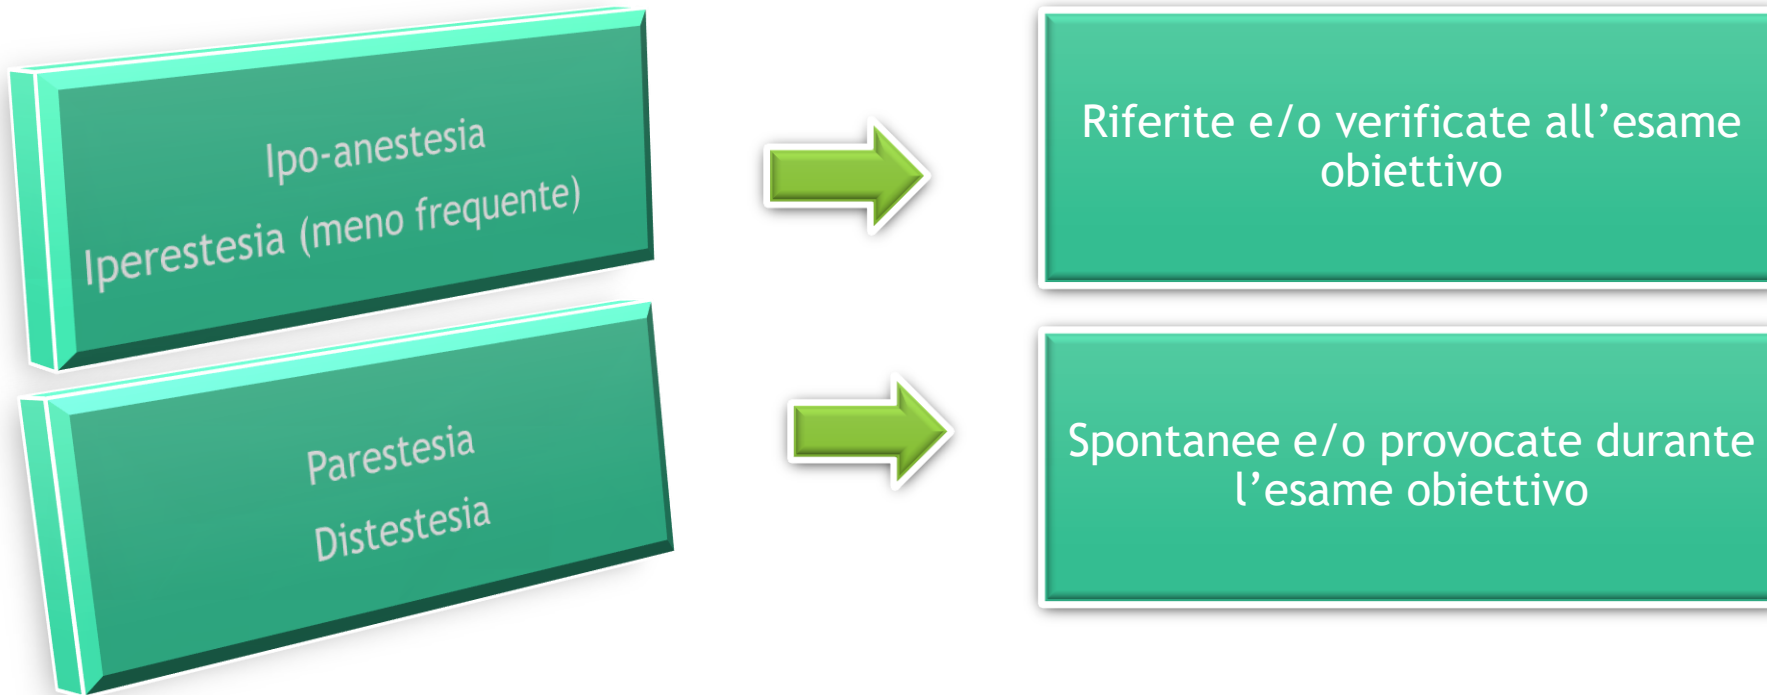 Ipo-anestesia
Iperestesia (meno frequente)
Riferite e/o verificate all’esame
obiettivo
Parestesia
Distestesia
Spontanee e/o provocate durante
l’esame obiettivo